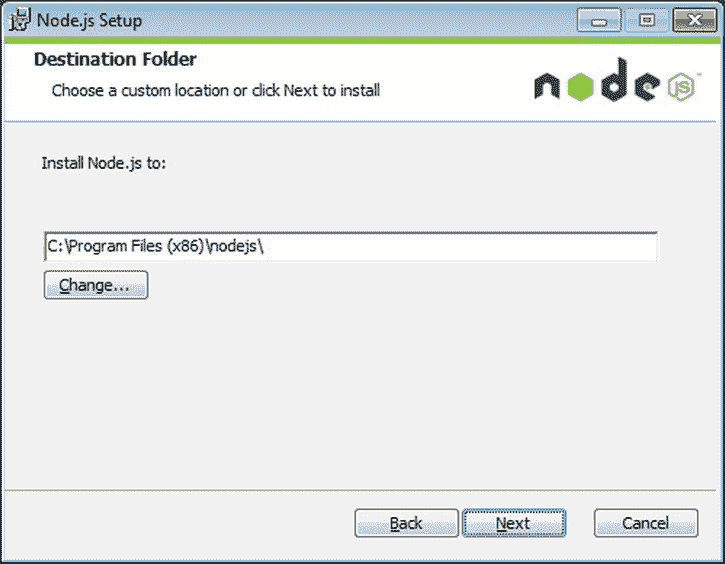 Node.js Setup
Destination Folder
Choose a custom location or click Next to install
node js ™
Install Node.js to:
C:\Program Files (x86)\nodejs\
Change...
Back Next Cancel